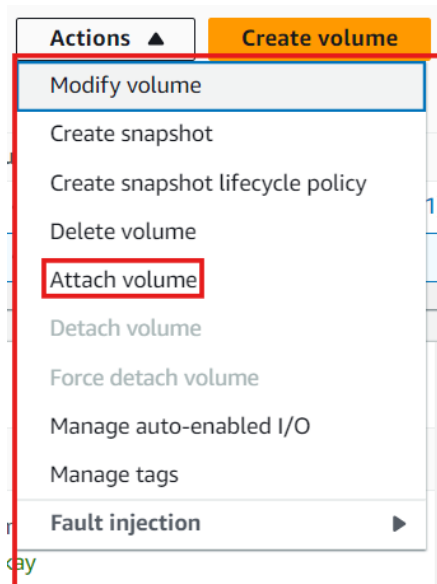 Actions ▲ Create volume
Modify volume
Create snapshot
Create snapshot lifecycle policy
Delete volume
1
Attach volume
Detach volume
Force detach volume
Manage auto-enabled I/O
Manage tags
Fault injection ▶